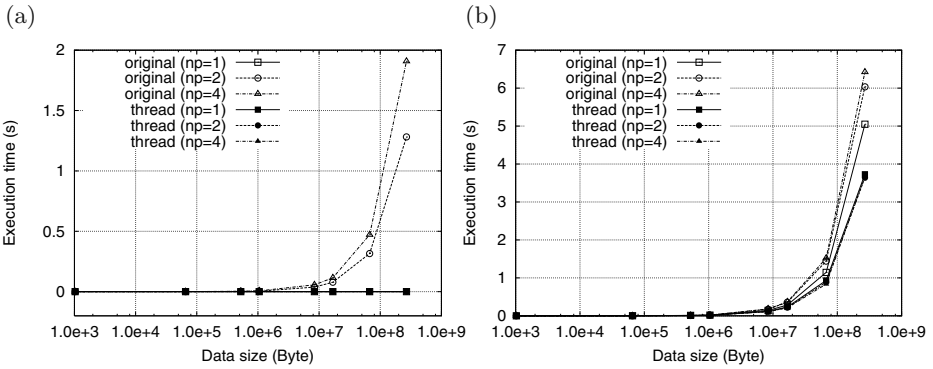 (a)
Execution time (s)
2
1.5
1
0.5
0
original (np=1)
original (np=2)
original (np=4)
thread (np=1)
thread (np=2)
thread (np=4)
1.0e+3 1.0e+4 1.0e+5 1.0e+6 1.0e+7 1.0e+8 1.0e+9
Data size (Byte)
(b)
Execution time (s)
7
6
5
4
3
2
1
0
original (np=1)
original (np=2)
original (np=4)
thread (np=1)
thread (np=2)
thread (np=4)
1.0e+3 1.0e+4 1.0e+5 1.0e+6 1.0e+7 1.0e+8 1.0e+9
Data size (Byte)